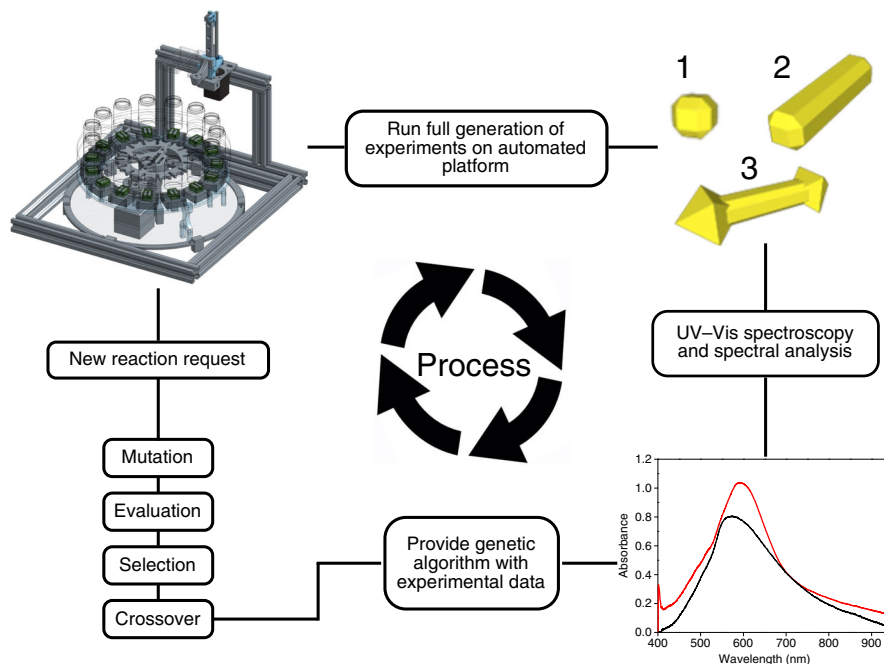 Run full generation of
experiments on automated
platform
1
2
3
UV–Vis spectroscopy
and spectral analysis
New reaction request
Process
Mutation
Evaluation
Selection
Crossover
Provide genetic
algorithm with
experimental data
1.2
1.0
0.8
0.6
0.4
0.2
0.0
Absorbance
400 500 600 700 800 900
Wavelength (nm)